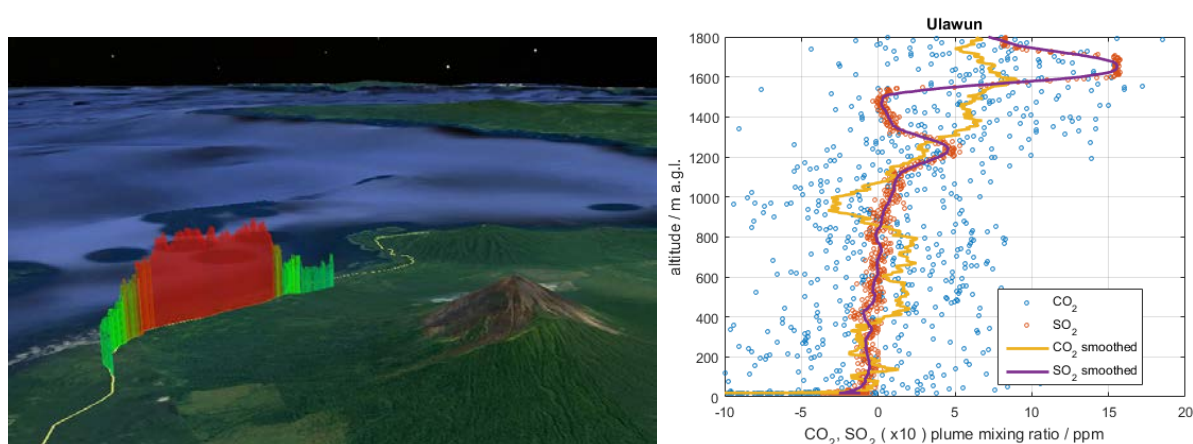 Ulawun
1800
1600
1400
1200
1000
800
600
400
200
0
altitude / m a.g.l.
CO₂
SO₂
CO₂ smoothed
SO₂ smoothed
-10 -5 0 5 10 15 20
CO₂, SO₂ ( x10 ) plume mixing ratio / ppm